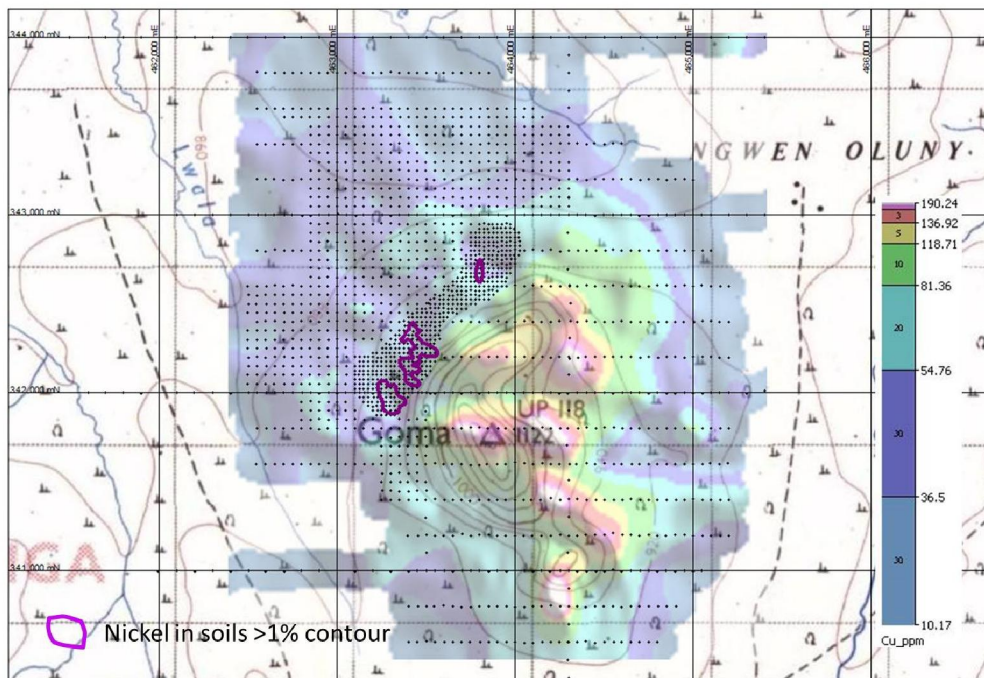 462,000 mE
463,000 mE
464,000 mE
465,000 mE
466,000 mE
344,000 mN
343,000 mN
342,000 mN
341,000 mN
Lwala
NGWEN OLUNY
UP 118
Goma
1122
190.24
3
136.92
5
118.71
10
81.36
20
54.76
30
36.5
30
10.17
Cu_ppm
Nickel in soils >1% contour